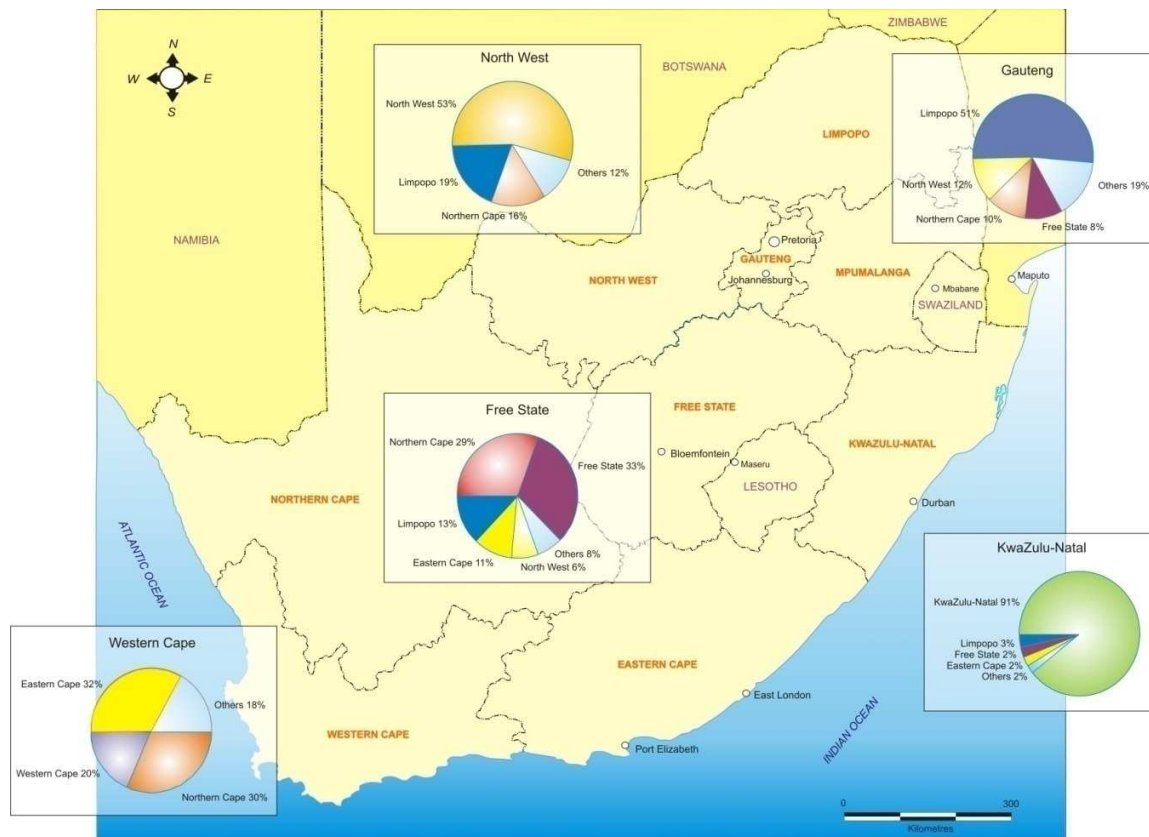 ZIMBABWE
N
W E
S
BOTSWANA
NAMIBIA
North West
North West 53%
Limpopo 19%
Others 12%
Northern Cape 16%
Gauteng
Limpopo 51%
North West 12%
Others 19%
Northern Cape 10%
Free State 8%
LIMPOPO
Pretoria
GAUTENG
Johannesburg
NORTH WEST
MPUMALANGA
Maputo
Mbabane
SWAZILAND
Free State
Northern Cape 29%
Free State 33%
Limpopo 13%
Others 8%
Eastern Cape 11%
North West 6%
FREE STATE
KWAZULU-NATAL
Bloemfontein
Maseru
LESOTHO
NORTHERN CAPE
Durban
ATLANTIC OCEAN
KwaZulu-Natal
KwaZulu-Natal 91%
Limpopo 3%
Free State 2%
Eastern Cape 2%
Others 2%
Western Cape
Eastern Cape 32%
Others 18%
Western Cape 20%
Northern Cape 30%
EASTERN CAPE
East London
WESTERN CAPE
Port Elizabeth
INDIAN OCEAN
0 300
Kilometres